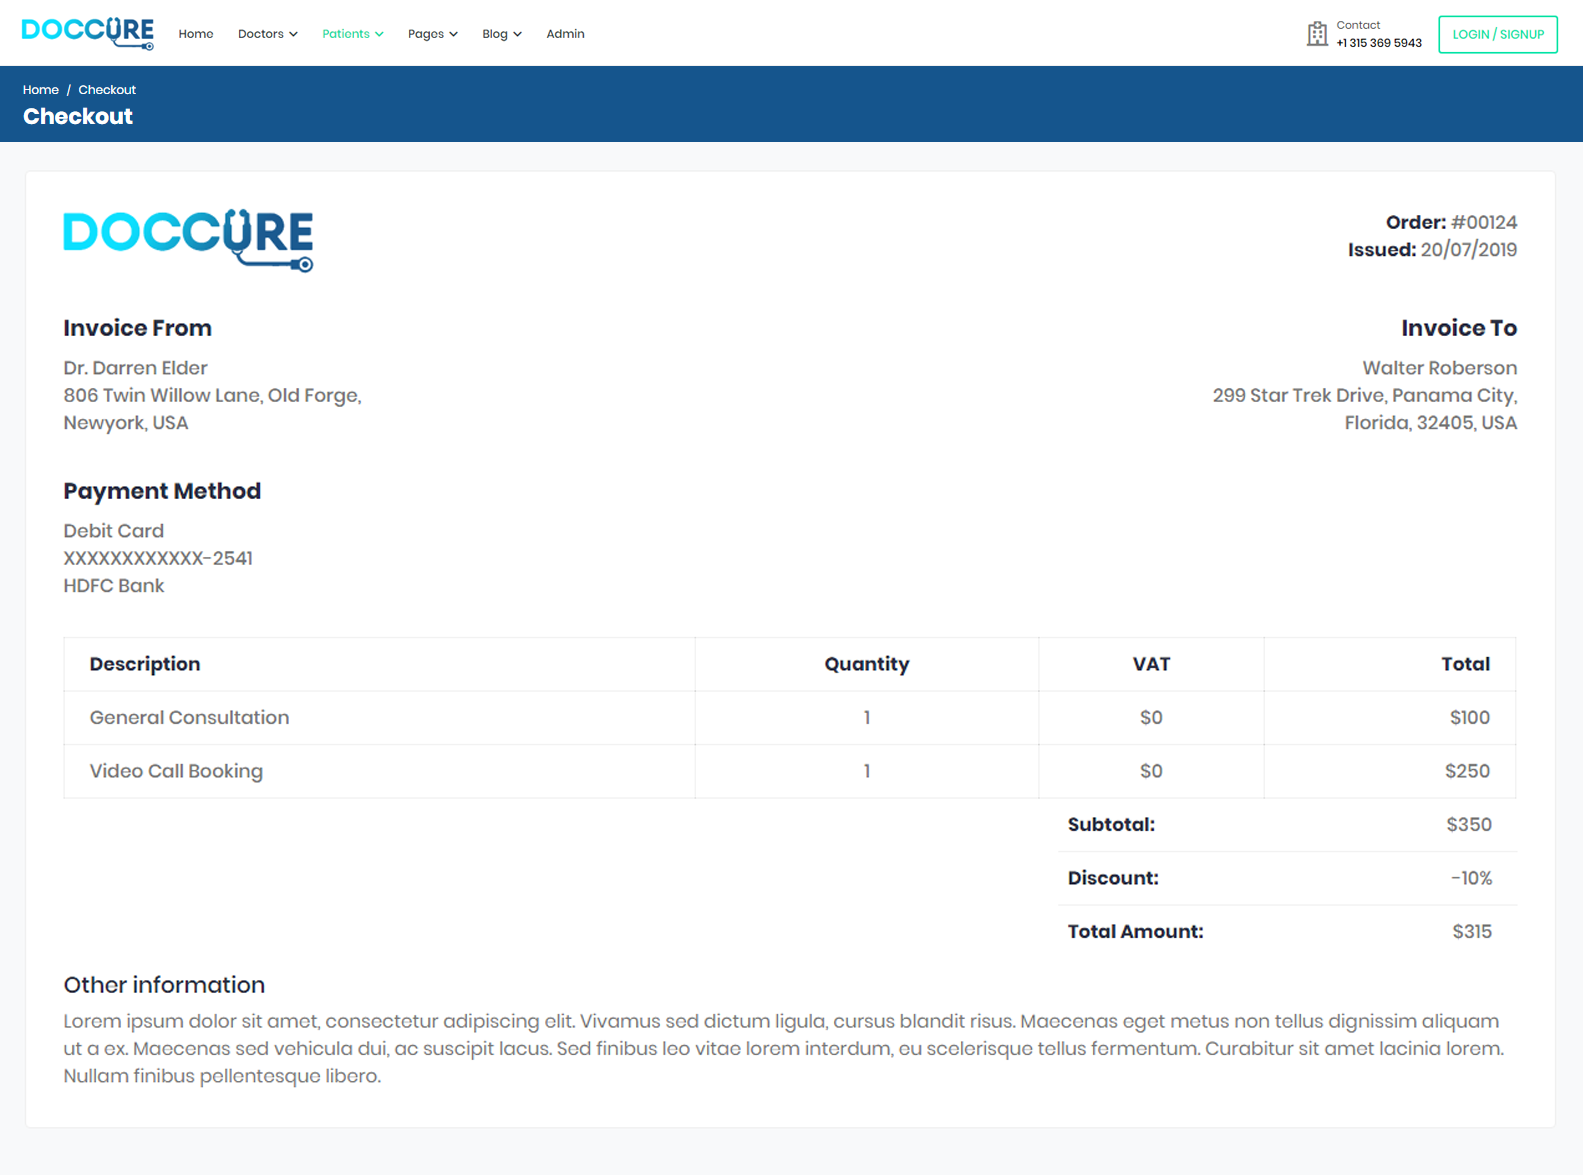 DOCCURE
Home
Doctors
Patients
Pages
Blog
Admin
Contact
+1 315 369 5943
LOGIN / SIGNUP
Home / Checkout
Checkout
DOCCURE
Order: #00124
Issued: 20/07/2019
Invoice From
Dr. Darren Elder
806 Twin Willow Lane, Old Forge,
Newyork, USA
Invoice To
Walter Roberson
299 Star Trek Drive, Panama City,
Florida, 32405, USA
Payment Method
Debit Card
XXXXXXXXXXXX-2541
HDFC Bank
Description Quantity VAT Total
General Consultation 1 $0 $100
Video Call Booking 1 $0 $250
Subtotal: $350
Discount: -10%
Total Amount: $315
Other information
Lorem ipsum dolor sit amet, consectetur adipiscing elit. Vivamus sed dictum ligula, cursus blandit risus. Maecenas eget metus non tellus dignissim aliquam
ut a ex. Maecenas sed vehicula dui, ac suscipit lacus. Sed finibus leo vitae lorem interdum, eu scelerisque tellus fermentum. Curabitur sit amet lacinia lorem.
Nullam finibus pellentesque libero.